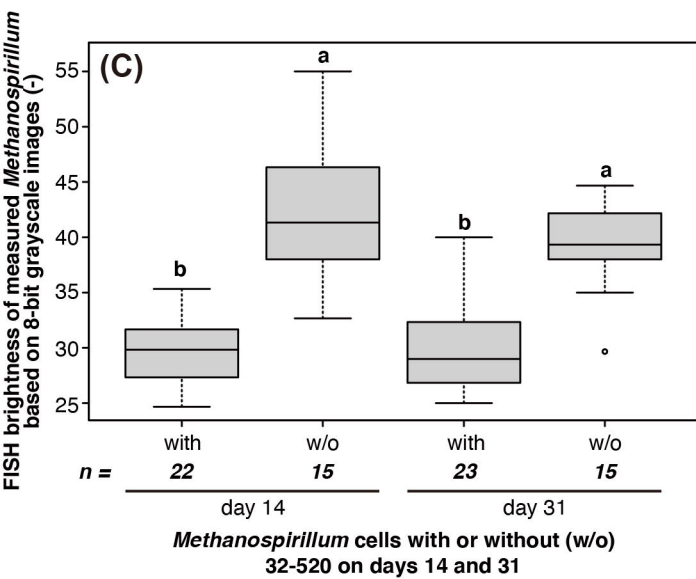 FISH brightness of measured Methanospirillum
based on 8-bit grayscale images (-)
(C)
55
50
45
40
35
30
25
b
a
b
a
with w/o with w/o
n = 22 15 23 15
day 14 day 31
Methanospirillum cells with or without (w/o)
32-520 on days 14 and 31